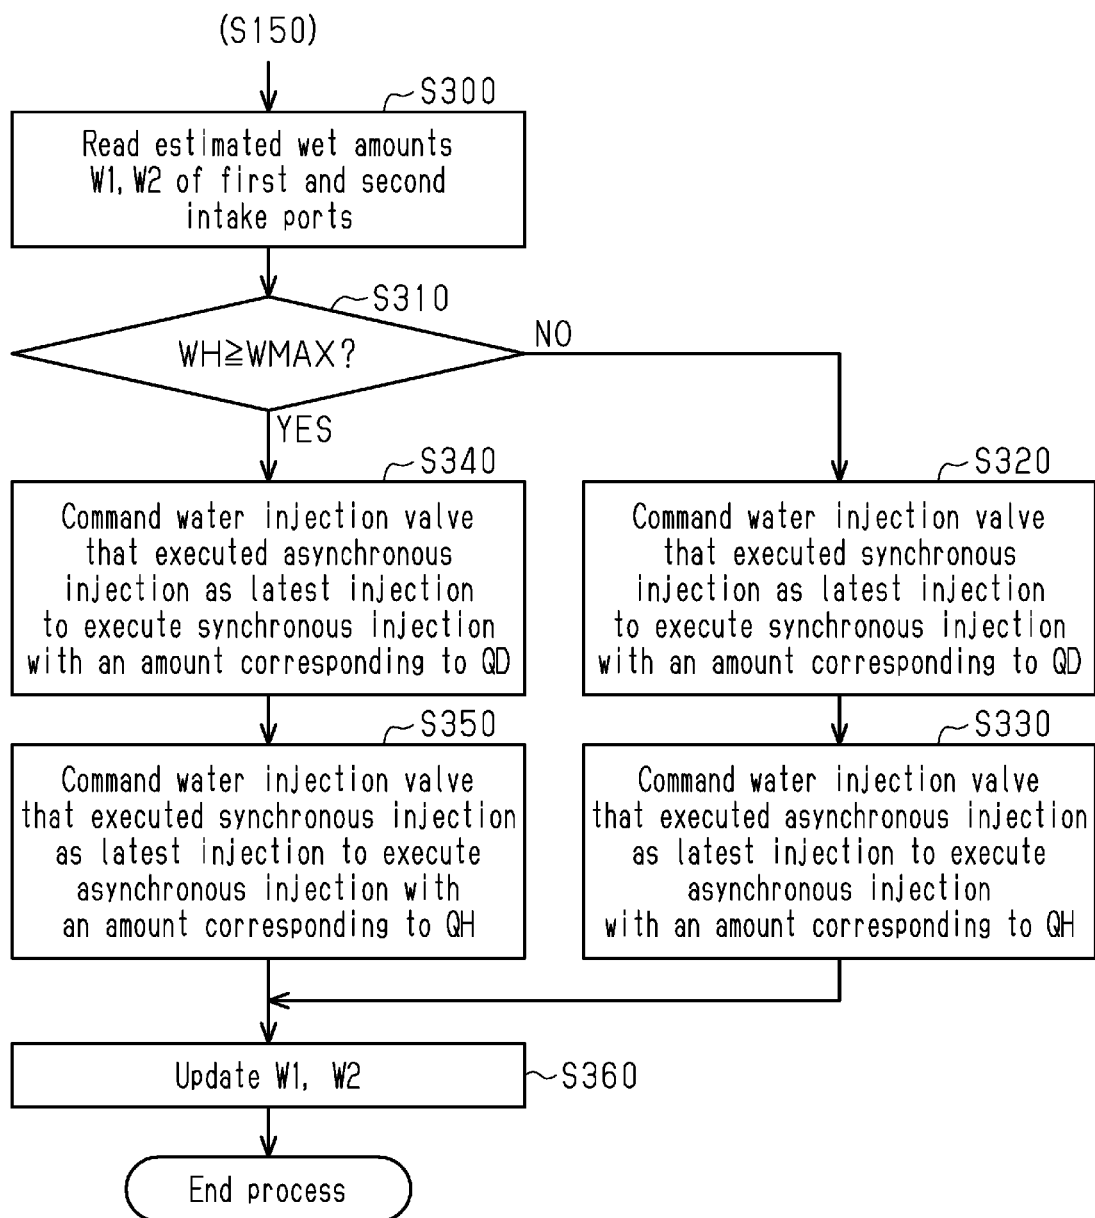 (S150)
S300
Read estimated wet amounts
W1, W2 of first and second
intake ports
S310
WH≧WMAX?
NO
YES
S340
Command water injection valve
that executed asynchronous
injection as latest injection
to execute synchronous injection
with an amount corresponding to QD
S320
Command water injection valve
that executed synchronous
injection as latest injection
to execute synchronous injection
with an amount corresponding to QD
S350
Command water injection valve
that executed synchronous injection
as latest injection to execute
asynchronous injection with
an amount corresponding to QH
S330
Command water injection valve
that executed asynchronous injection
as latest injection to execute
asynchronous injection
with an amount corresponding to QH
Update W1, W2
S360
End process